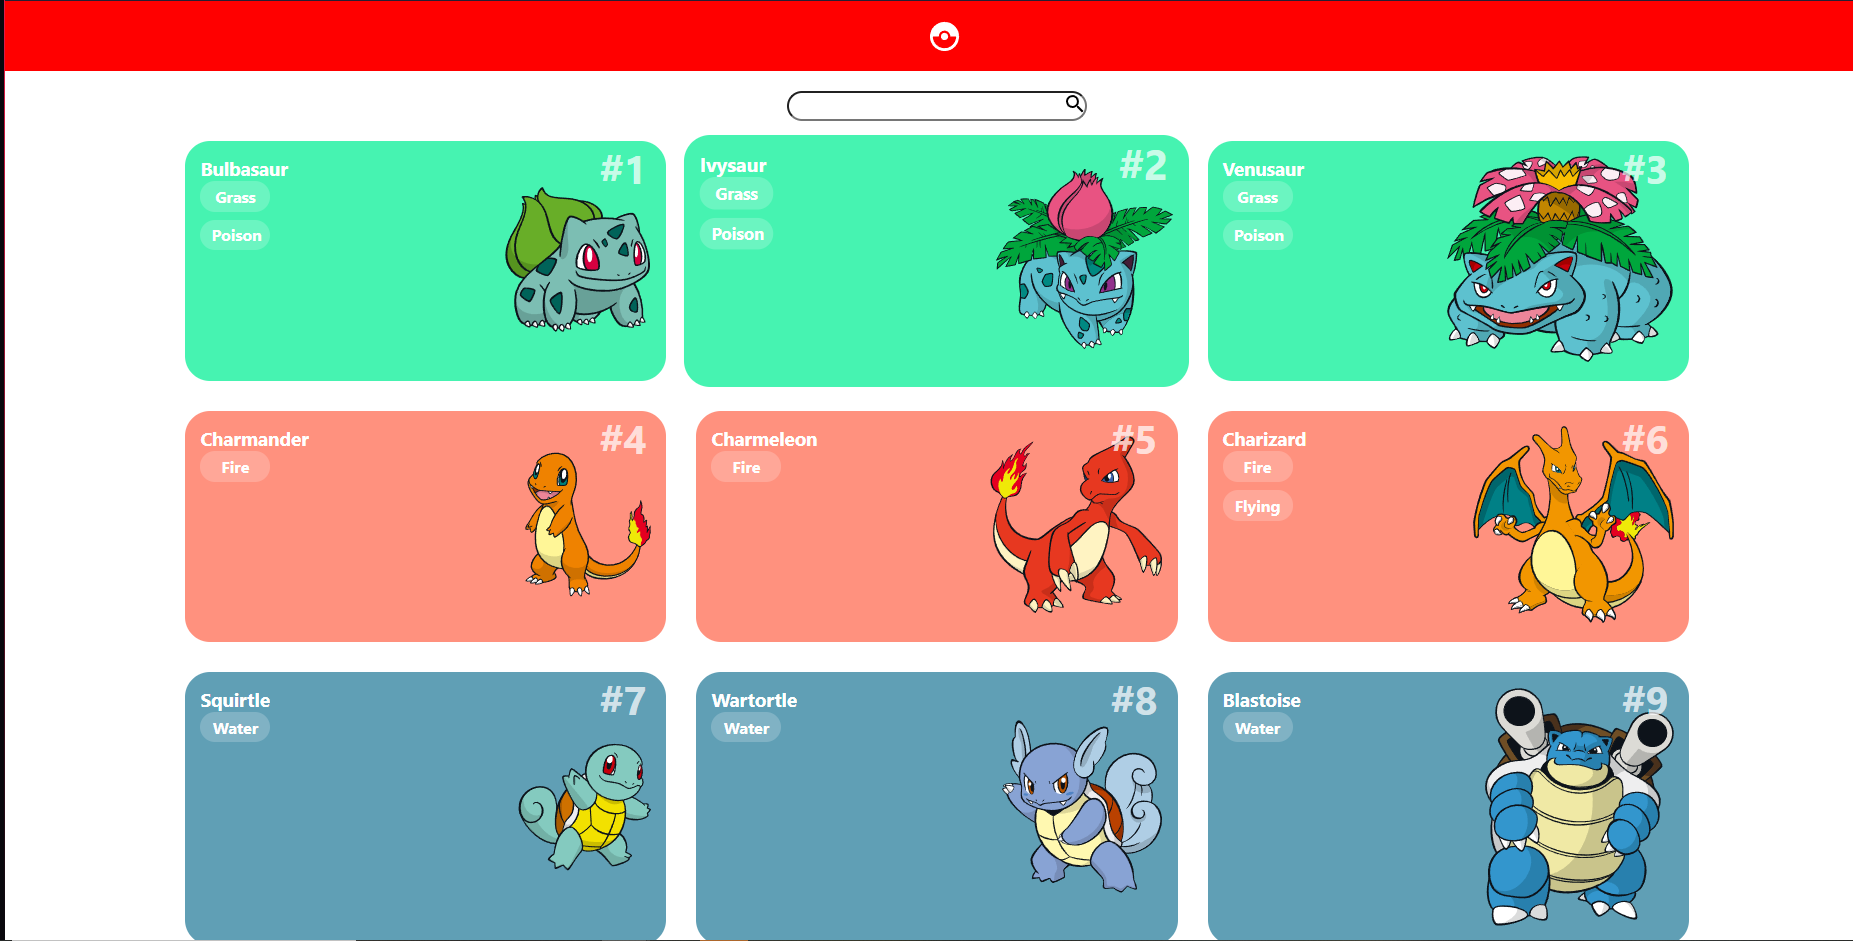 Bulbasaur
#1
Grass
Poison
Ivysaur
#2
Grass
Poison
Venusaur
#3
Grass
Poison
Charmander
#4
Fire
Charmeleon
#5
Fire
Charizard
#6
Fire
Flying
Squirtle
#7
Water
Wartortle
#8
Water
Blastoise
#9
Water